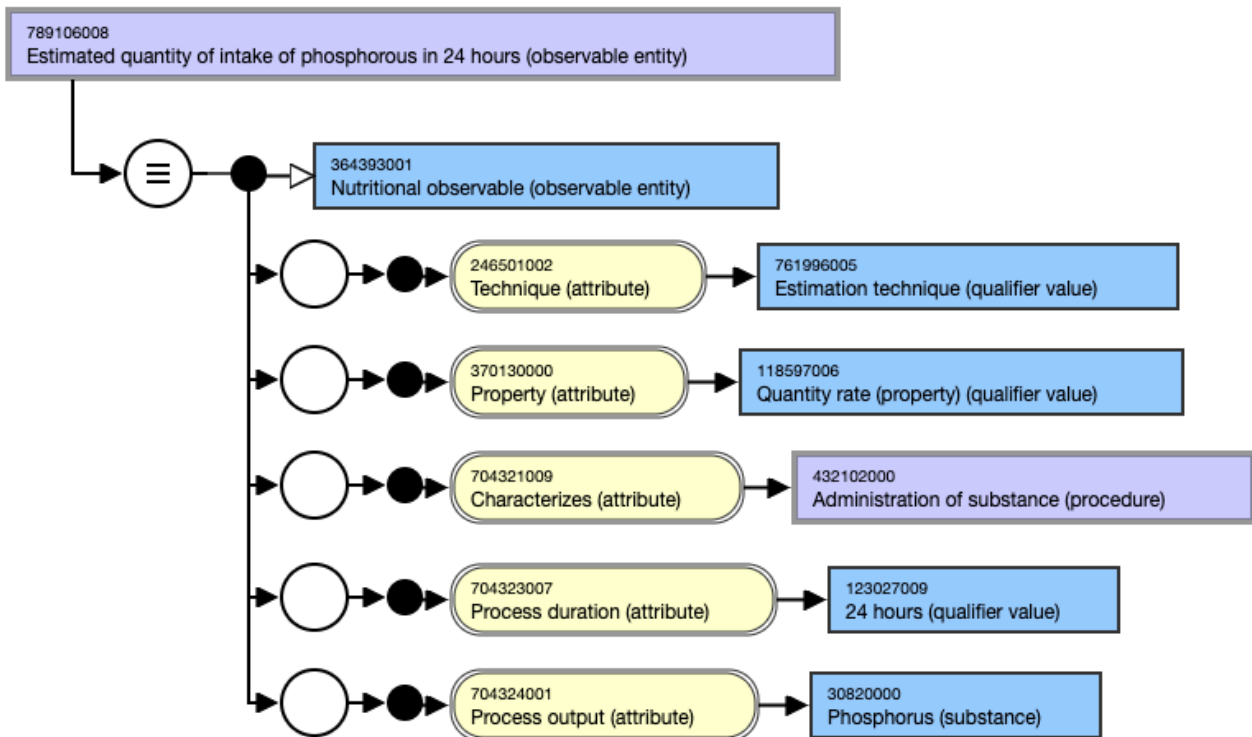 789106008
Estimated quantity of intake of phosphorous in 24 hours (observable entity)
364393001
Nutritional observable (observable entity)
246501002
Technique (attribute)
761996005
Estimation technique (qualifier value)
370130000
Property (attribute)
118597006
Quantity rate (property) (qualifier value)
704321009
Characterizes (attribute)
432102000
Administration of substance (procedure)
704323007
Process duration (attribute)
123027009
24 hours (qualifier value)
704324001
Process output (attribute)
30820000
Phosphorus (substance)